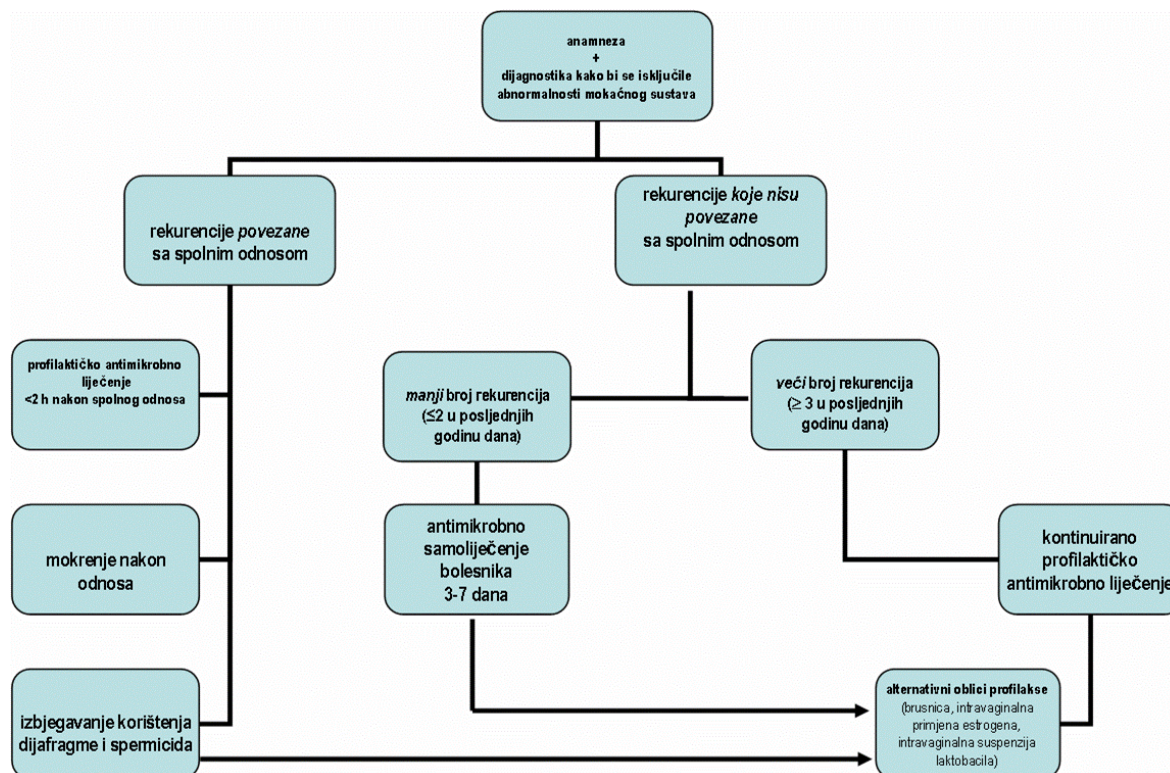 anamneza
+
dijagnostika kako bi se isključile
abnormalnosti mokaćnog sustava
rekurencije povezane
sa spolnim odnosom
rekurencije koje nisu
povezane
sa spolnim odnosom
profilaktičko antimikrobno
liječenje
<2 h nakon spolnog odnosa
manji broj rekurencija
(≤2 u posljednjih
godinu dana)
veći broj rekurencija
(≥ 3 u posljednjih
godinu dana)
mokrenje nakon
odnosa
antimikrobno
samoliječenje
bolesnika
3-7 dana
kontinuirano
profilaktičko
antimikrobno liječenje
izbjegavanje korištenja
dijafragme i spermicida
alternativni oblici profilakse
(brusnica, intravaginalna
primjena estrogena,
intravaginalna suspenzija
laktobacila)